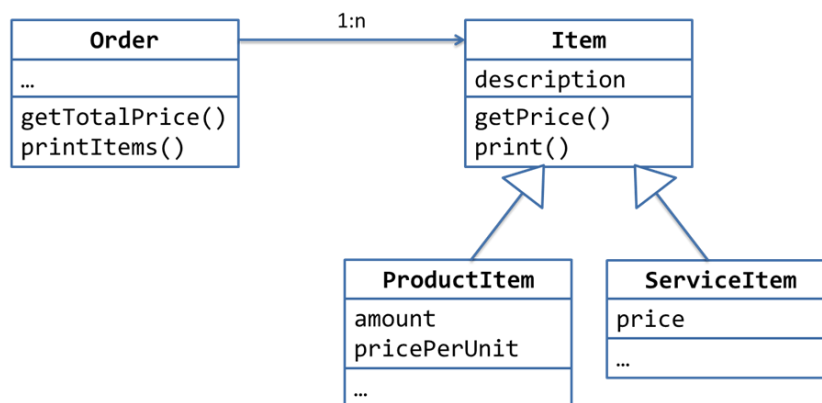 Order
…
getTotalPrice()
printItems()
1:n
Item
description
getPrice()
print()
ProductItem
amount
pricePerUnit
…
ServiceItem
price
…